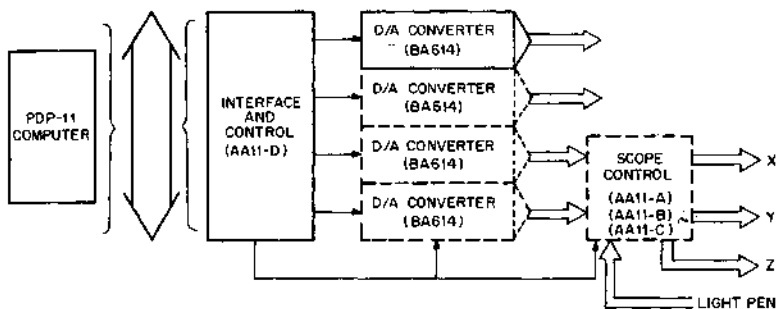 PDP-11
COMPUTER
INTERFACE
AND
CONTROL
(AA11-D)
D/A CONVERTER
(BA614)
D/A CONVERTER
(BA614)
D/A CONVERTER
(BA614)
D/A CONVERTER
(BA614)
SCOPE
CONTROL
(AA11-A)
(AA11-B)
(AA11-C)
X
Y
Z
LIGHT PEN